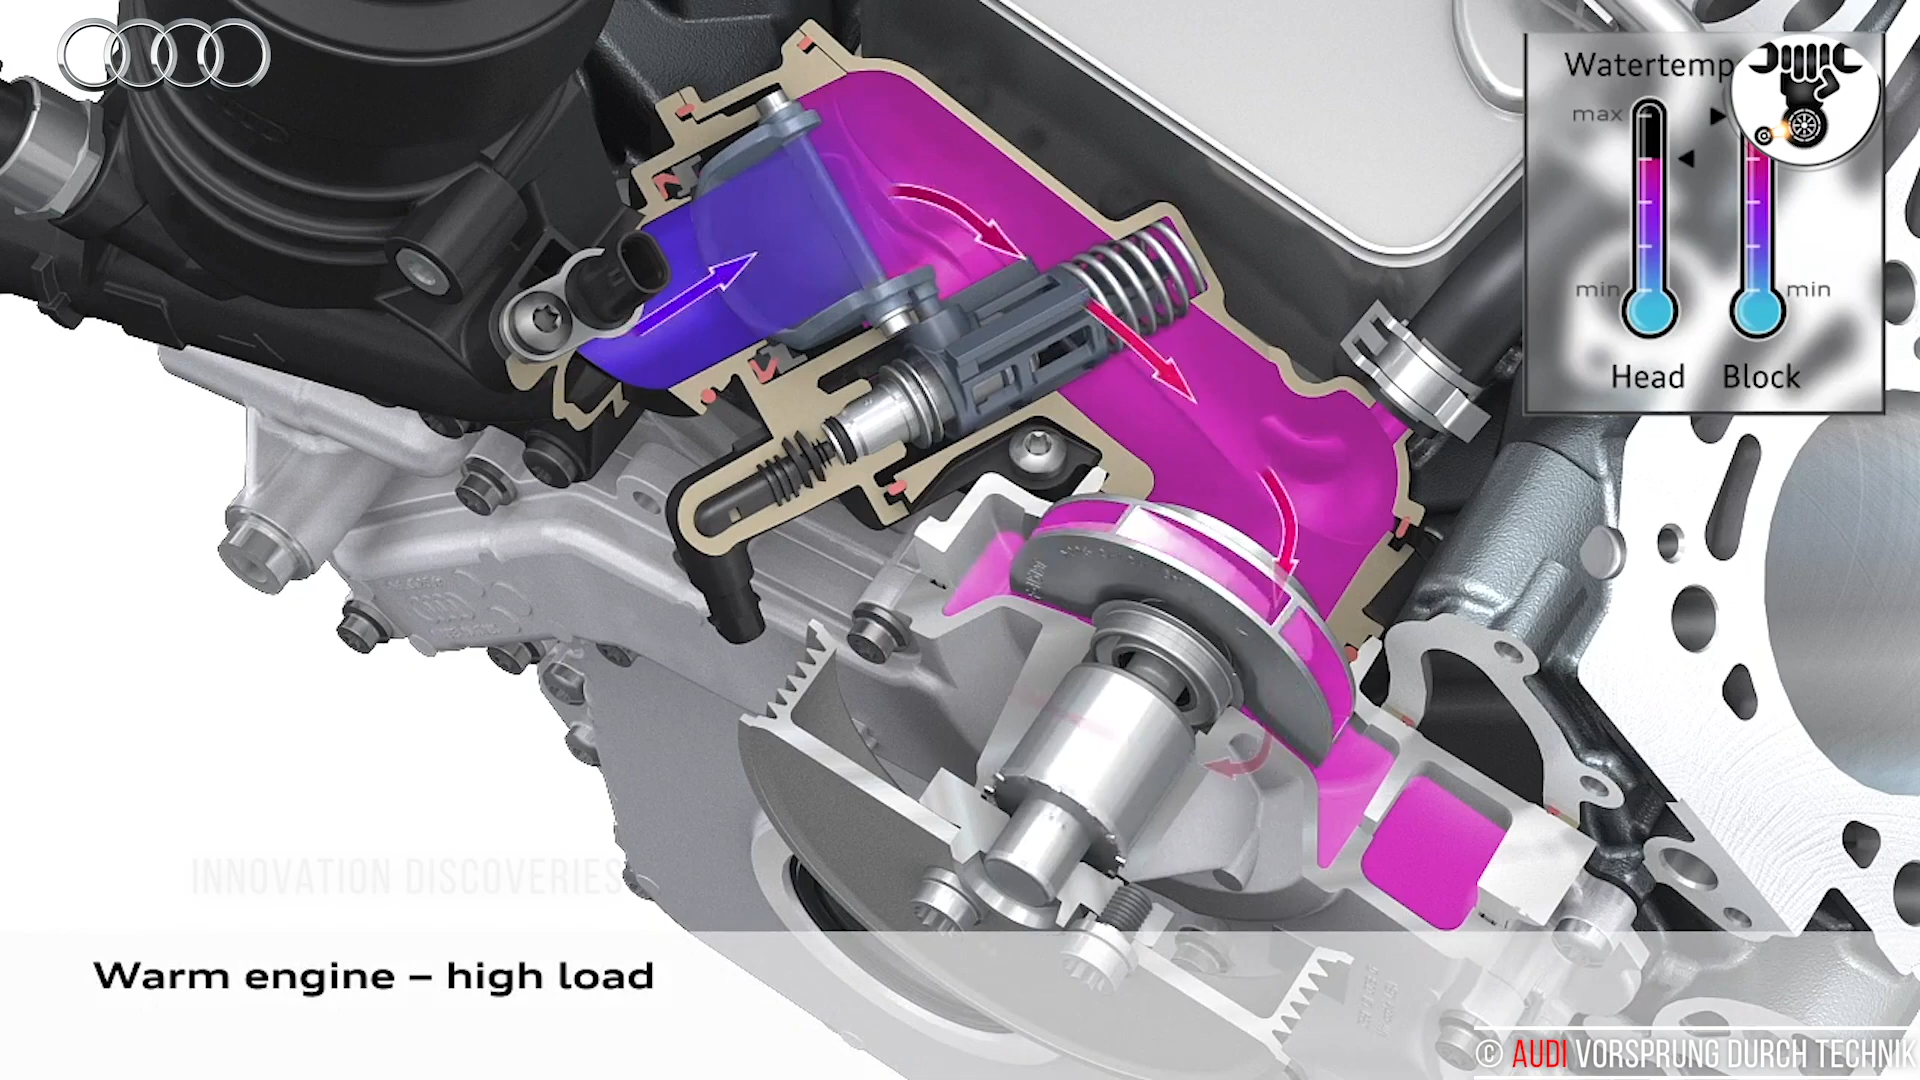 Watertemp
max
min
min
Head Block
INNOVATION DISCOVERIES
Warm engine – high load
© AUDI VORSPRUNG DURCH TECHNIK